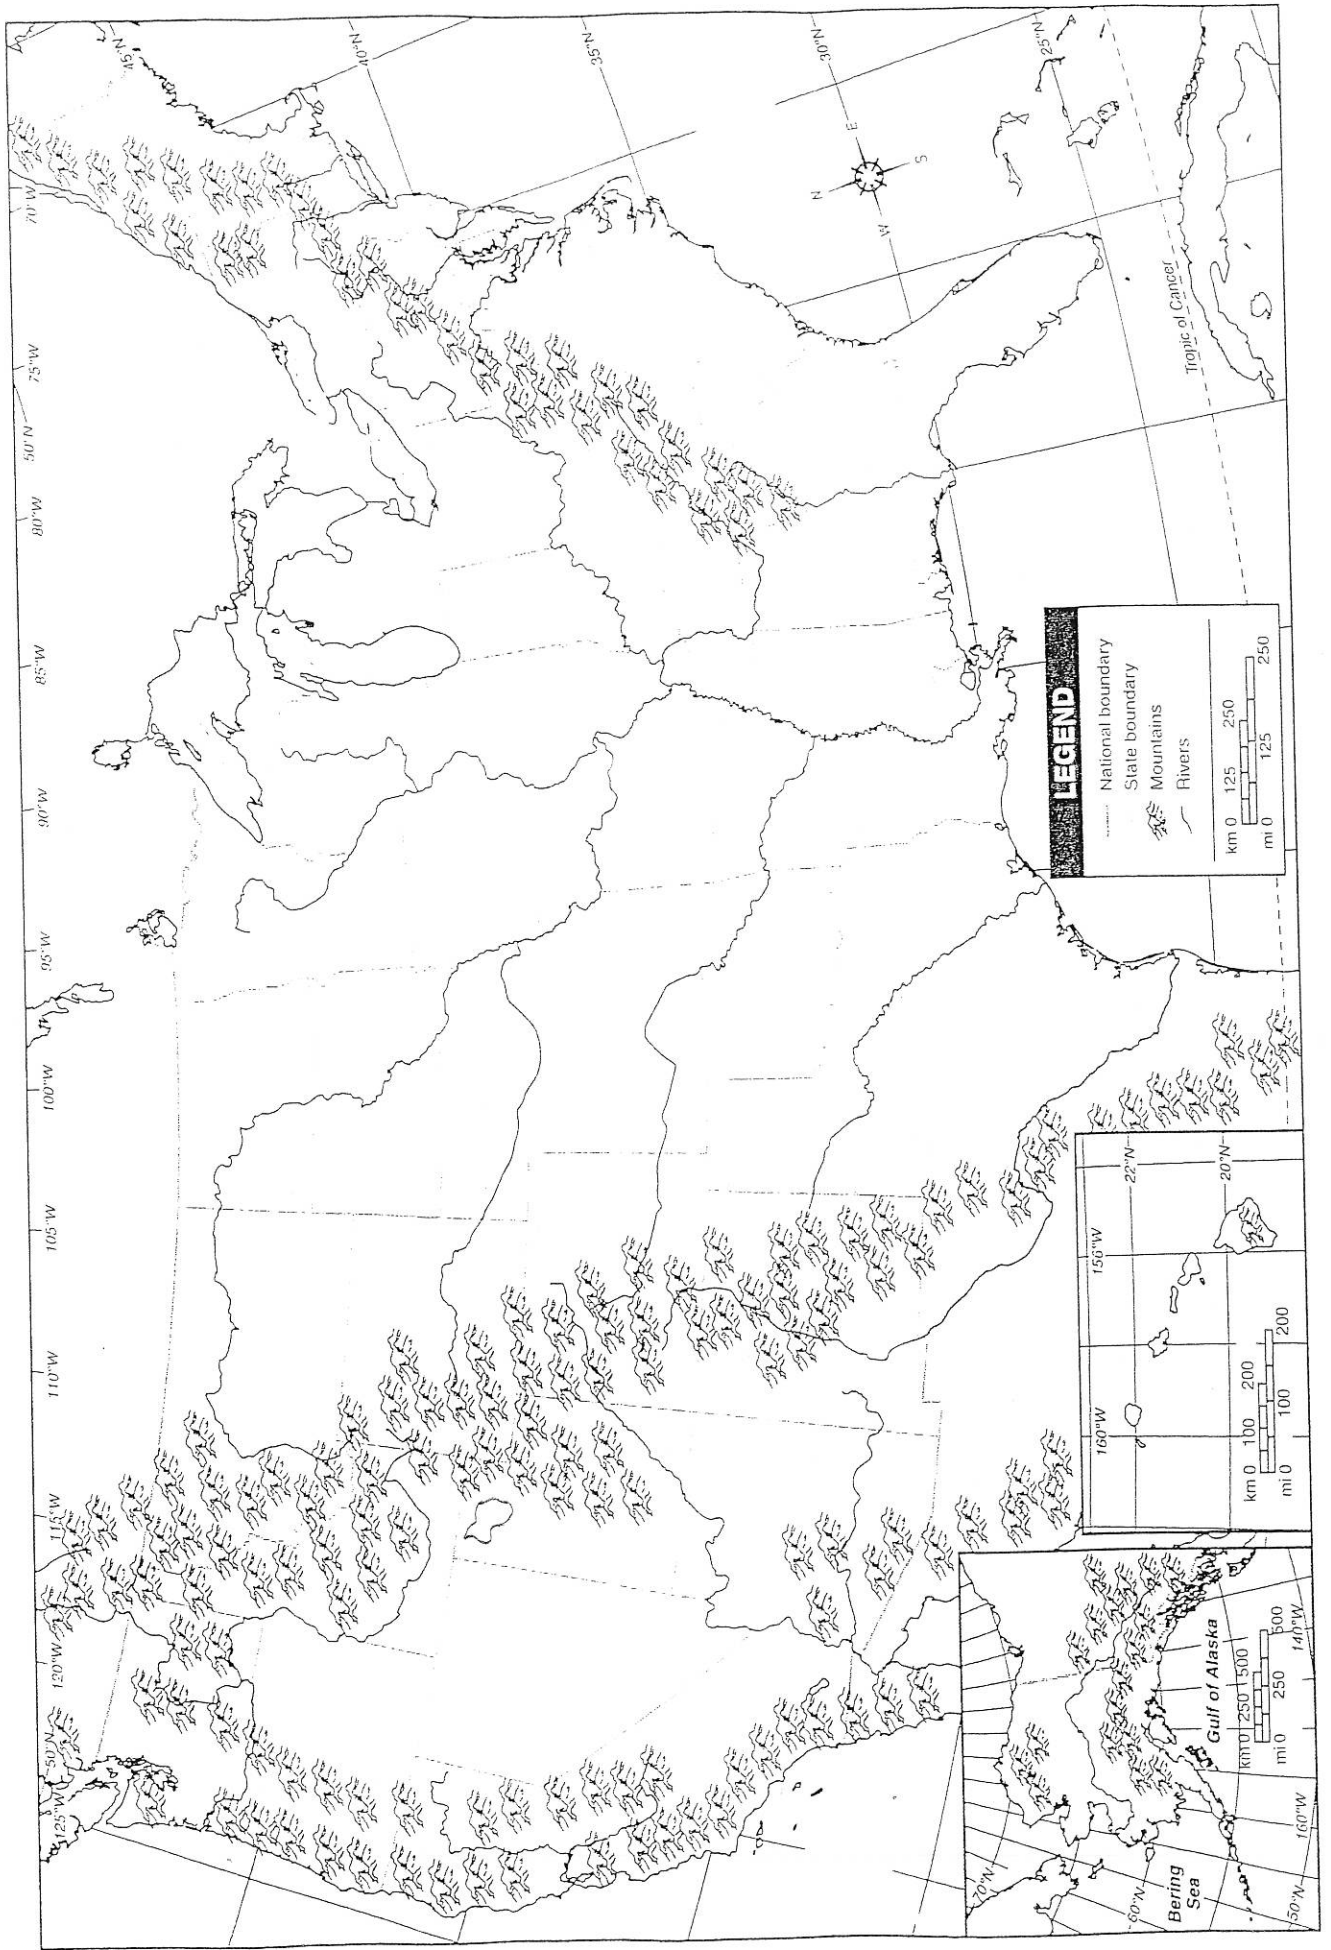 125°W
50°N
120°W
115°W
110°W
105°W
100°W
95°W
90°W
85°W
80°W
50°N
75°W
70°W
45°N
40°N
35°N
30°N
25°N
N
E
S
W
Tropic of Cancer
LEGEND
National boundary
State boundary
Mountains
Rivers
km 0 125 250
mi 0 125 250
160°W
156°W
22°N
20°N
km 0 100 200
mi 0 100 200
70°N
60°N
50°N
Bering
Sea
Gulf of Alaska
km 0 250 500
mi 0 250 500
160°W
140°W